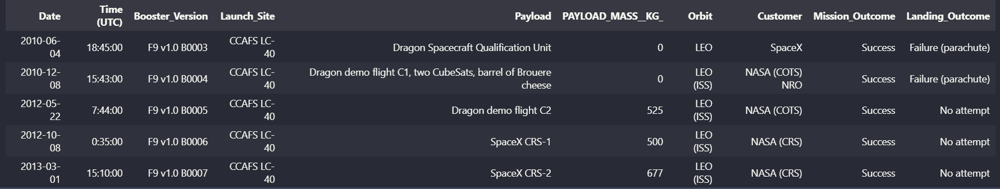 Date Time (UTC) Booster_Version Launch_Site Payload PAYLOAD_MASS__KG_ Orbit Customer Mission_Outcome Landing_Outcome
2010-06-04 18:45:00 F9 v1.0 B0003 CCAFS LC-40 Dragon Spacecraft Qualification Unit 0 LEO SpaceX Success Failure (parachute)
2010-12-08 15:43:00 F9 v1.0 B0004 CCAFS LC-40 Dragon demo flight C1, two CubeSats, barrel of Brouere cheese 0 LEO (ISS) NASA (COTS) NRO Success Failure (parachute)
2012-05-22 7:44:00 F9 v1.0 B0005 CCAFS LC-40 Dragon demo flight C2 525 LEO (ISS) NASA (COTS) Success No attempt
2012-10-08 0:35:00 F9 v1.0 B0006 CCAFS LC-40 SpaceX CRS-1 500 LEO (ISS) NASA (CRS) Success No attempt
2013-03-01 15:10:00 F9 v1.0 B0007 CCAFS LC-40 SpaceX CRS-2 677 LEO (ISS) NASA (CRS) Success No attempt